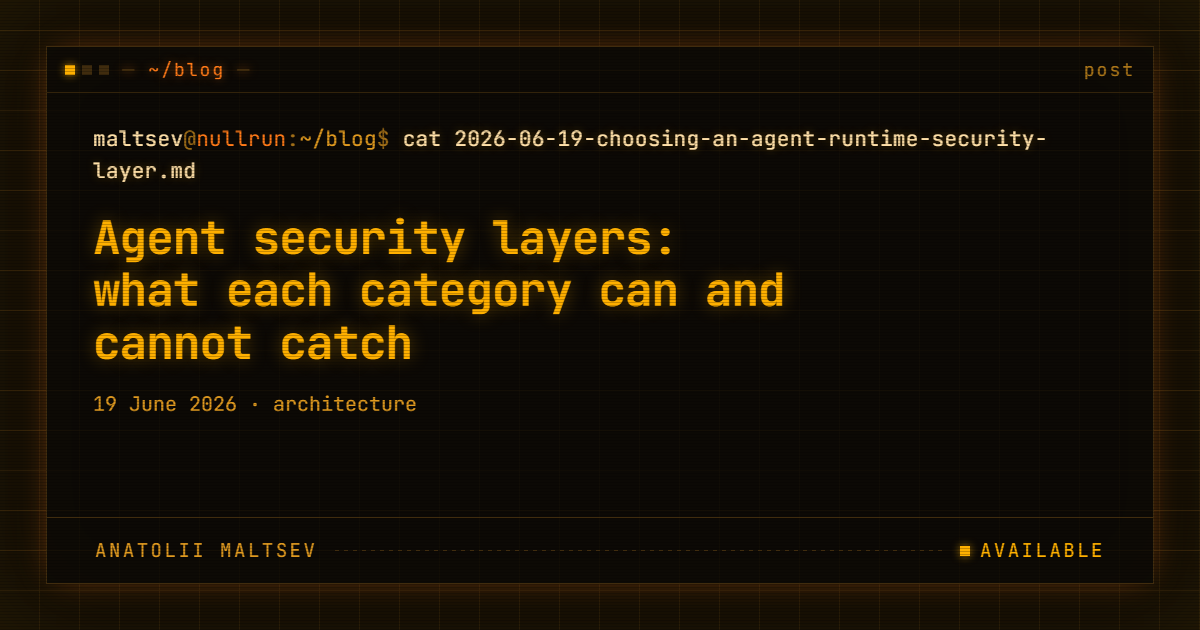 — ~/blog —
post
maltsev@nullrun:~/blog$ cat 2026-06-19-choosing-an-agent-runtime-security-
layer.md
Agent security layers:
what each category can and
cannot catch
19 June 2026 · architecture
ANATOLII MALTSEV
AVAILABLE